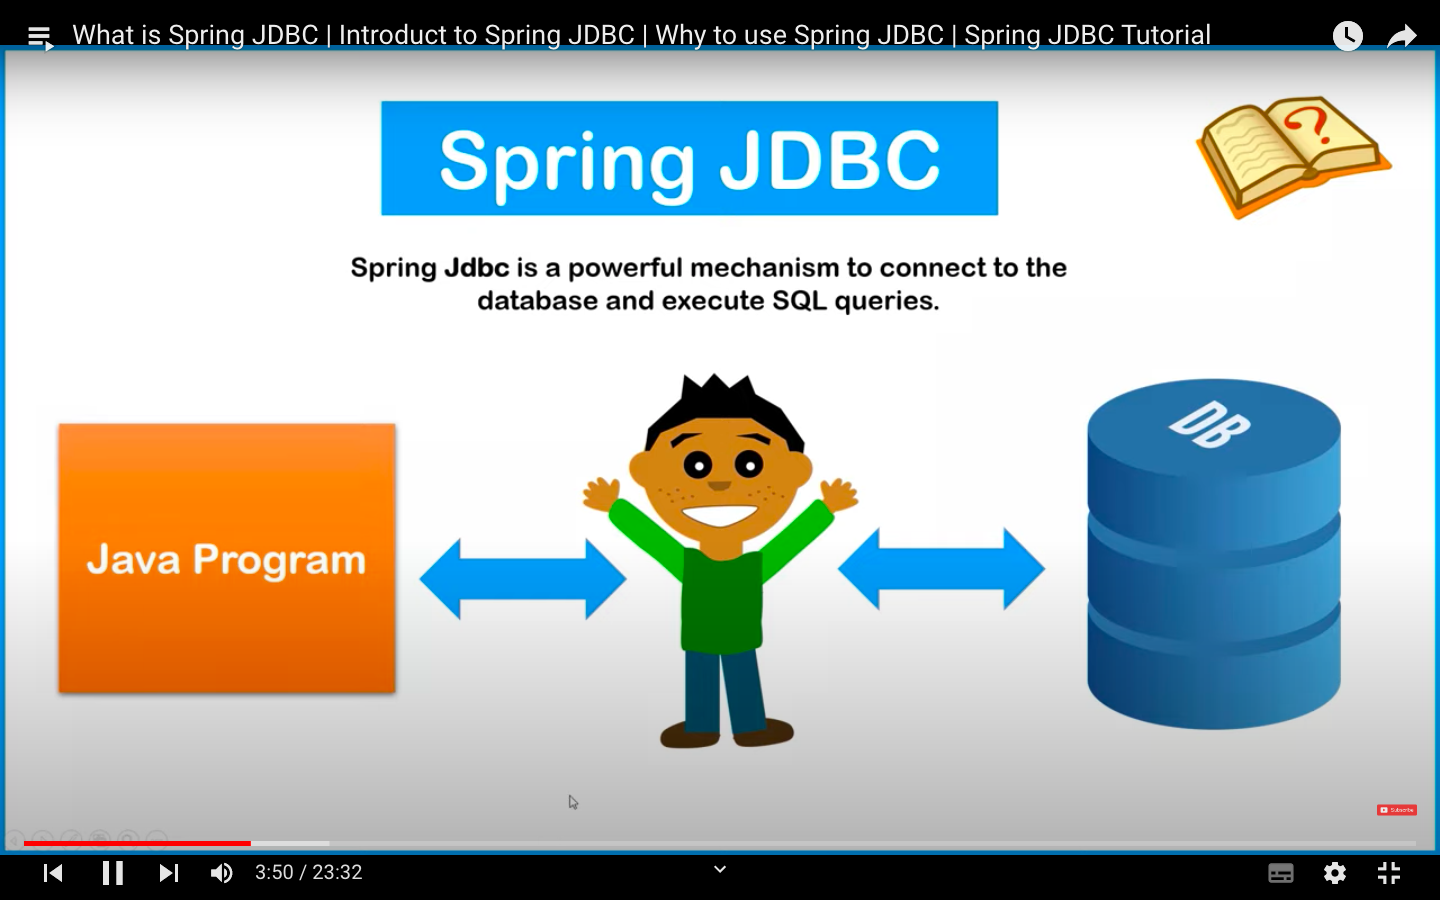 What is Spring JDBC | Introduct to Spring JDBC | Why to use Spring JDBC | Spring JDBC Tutorial
Spring JDBC
?
Spring Jdbc is a powerful mechanism to connect to the
database and execute SQL queries.
DB
Java Program
Subscribe
3:50 / 23:32